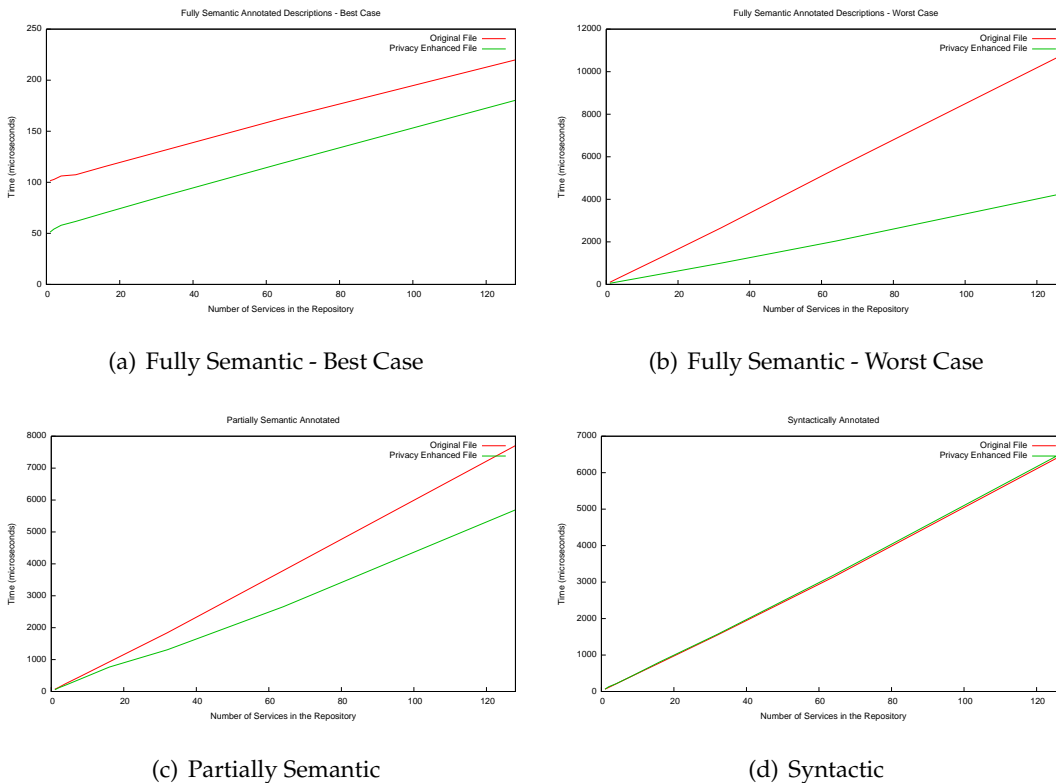 Fully Semantic Annotated Descriptions - Best Case
250
200
150
100
50
0
Time (microseconds)
Original File
Privacy Enhanced File
0 20 40 60 80 100 120
Number of Services in the Repository
(a) Fully Semantic - Best Case
Fully Semantic Annotated Descriptions - Worst Case
12000
10000
8000
6000
4000
2000
0
Time (microseconds)
Original File
Privacy Enhanced File
0 20 40 60 80 100 120
Number of Services in the Repository
(b) Fully Semantic - Worst Case
Partially Semantic Annotated
8000
7000
6000
5000
4000
3000
2000
1000
0
Time (microseconds)
Original File
Privacy Enhanced File
0 20 40 60 80 100 120
Number of Services in the Repository
(c) Partially Semantic
Syntactically Annotated
7000
6000
5000
4000
3000
2000
1000
0
Time (microseconds)
Original File
Privacy Enhanced File
0 20 40 60 80 100 120
Number of Services in the Repository
(d) Syntactic